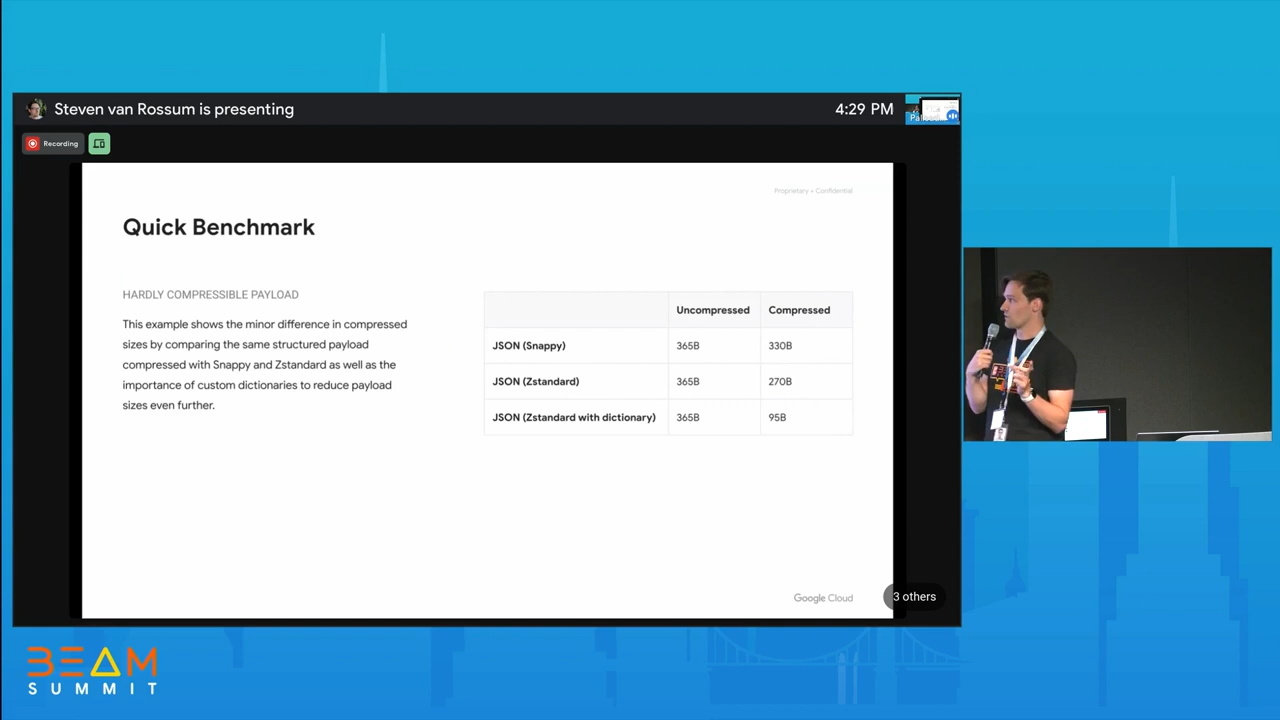 Steven van Rossum is presenting
4:29 PM
Recording
Proprietary + Confidential
Quick Benchmark
HARDLY COMPRESSIBLE PAYLOAD
This example shows the minor difference in compressed
sizes by comparing the same structured payload
compressed with Snappy and Zstandard as well as the
importance of custom dictionaries to reduce payload
sizes even further.
Uncompressed Compressed
JSON (Snappy) 365B 330B
JSON (Zstandard) 365B 270B
JSON (Zstandard with dictionary) 365B 95B
Google Cloud
3 others
BEAM
SUMMIT